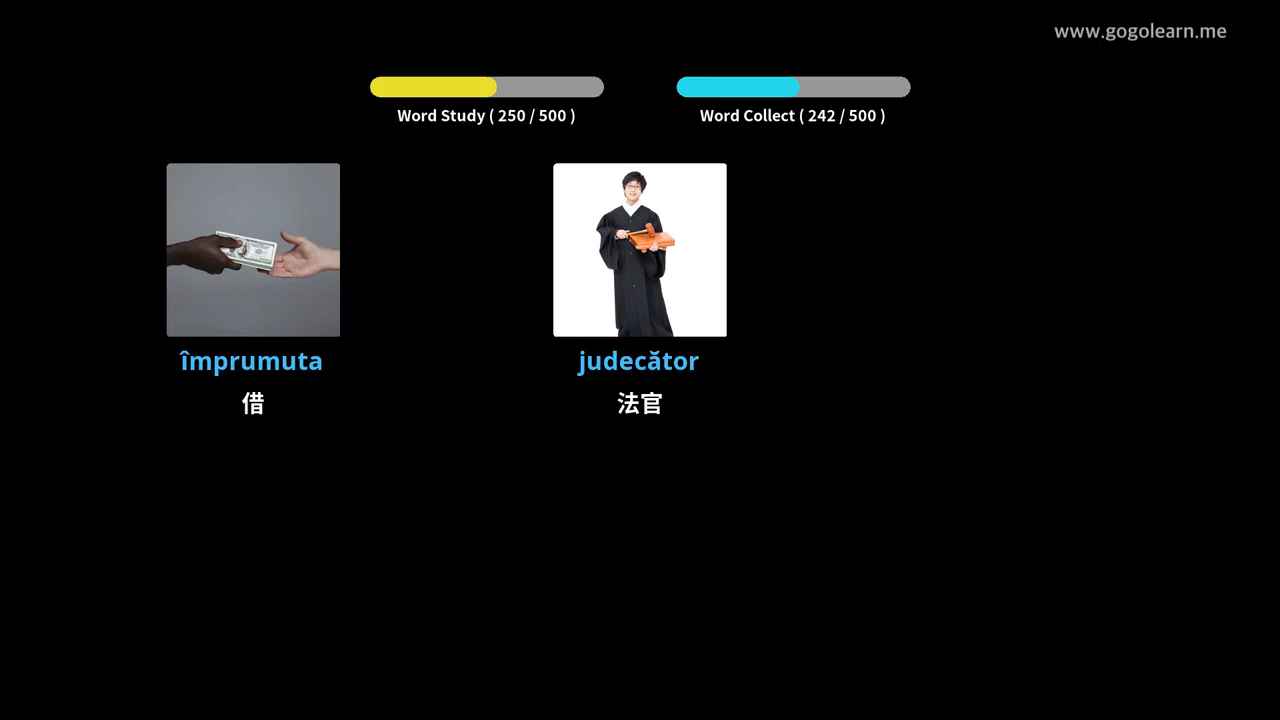 www.gogolearn.me
Word Study ( 250 / 500 )
Word Collect ( 242 / 500 )
împrumuta
judecător
借
法官